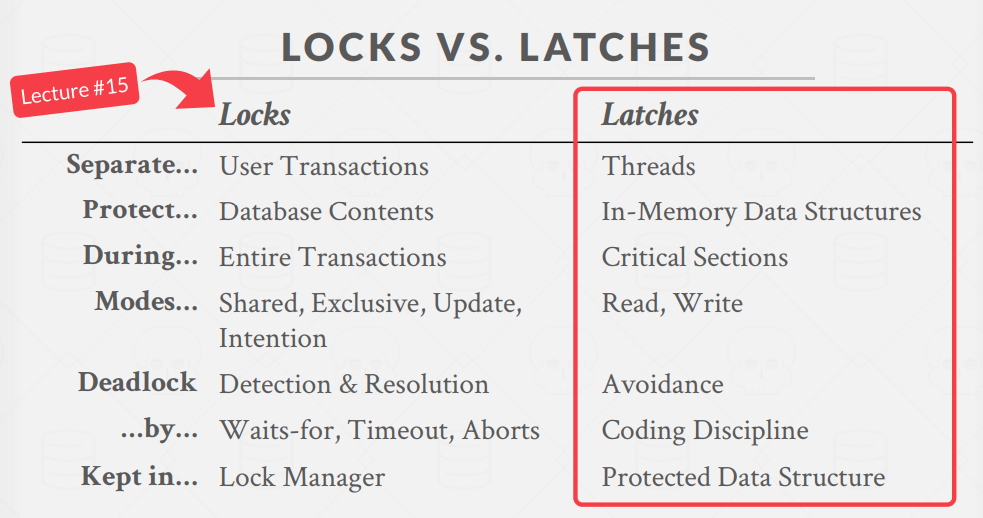 LOCKS VS. LATCHES
Lecture #15
Locks Latches
Separate... User Transactions Threads
Protect... Database Contents In-Memory Data Structures
During... Entire Transactions Critical Sections
Modes... Shared, Exclusive, Update, Read, Write
Intention
Deadlock Detection & Resolution Avoidance
...by... Waits-for, Timeout, Aborts Coding Discipline
Kept in... Lock Manager Protected Data Structure